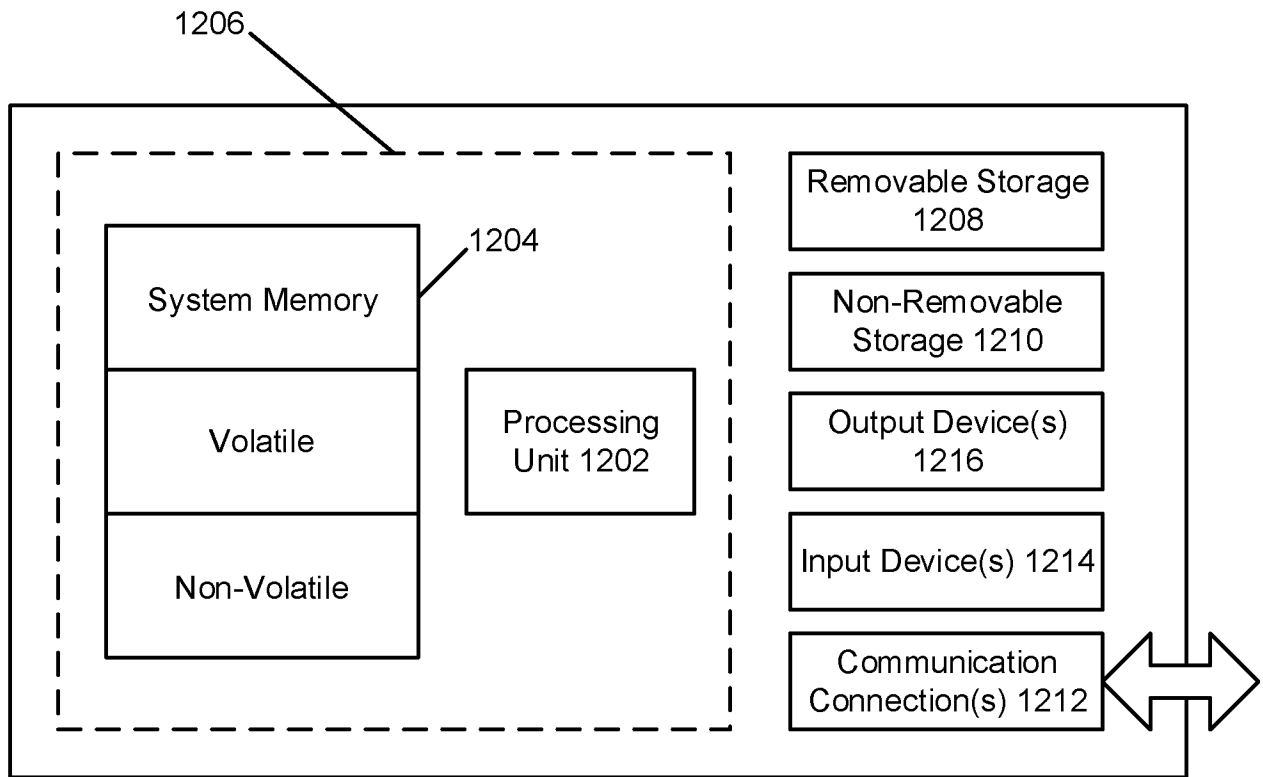 1206
1204
System Memory
Volatile
Non-Volatile
Processing
Unit 1202
Removable Storage
1208
Non-Removable
Storage 1210
Output Device(s)
1216
Input Device(s) 1214
Communication
Connection(s) 1212